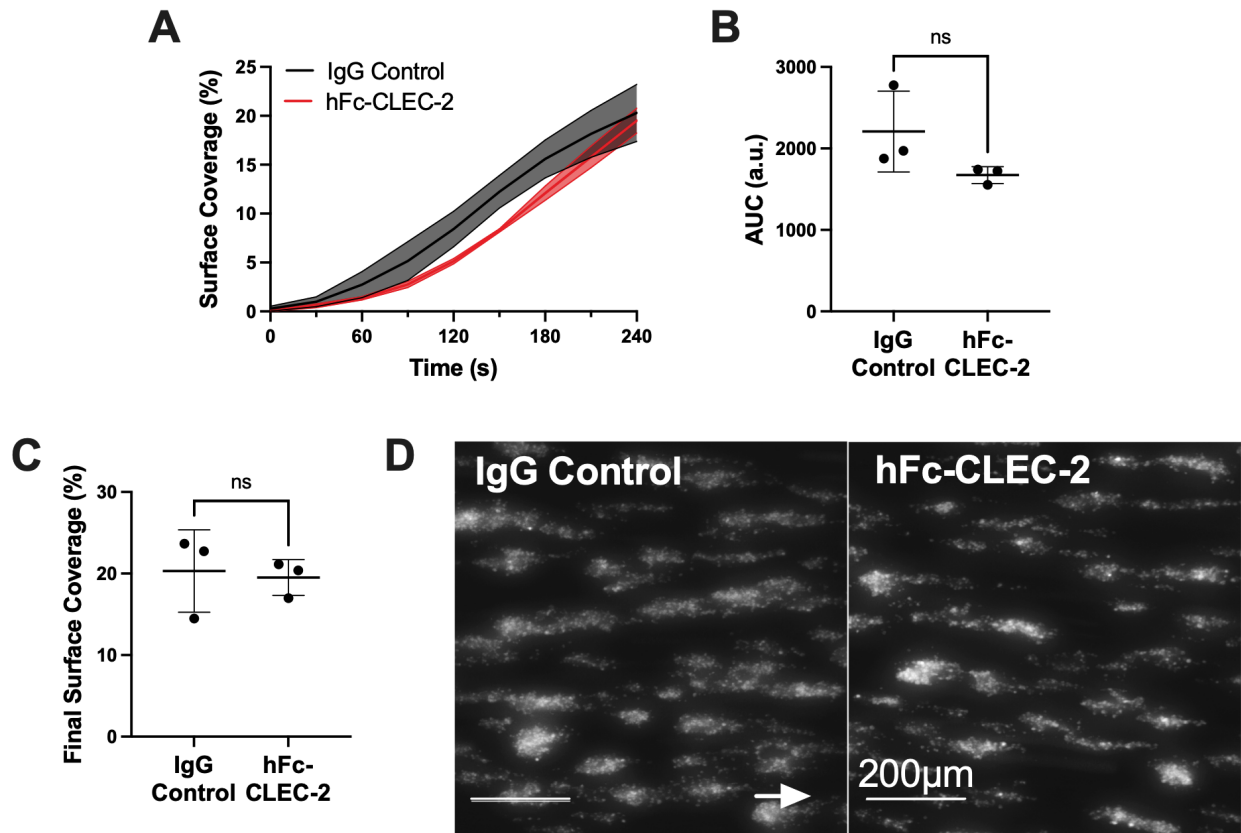 A
Surface Coverage (%)
25
20
15
10
5
0
IgG Control
hFc-CLEC-2
0 60 120 180 240
Time (s)
B
ns
AUC (a.u.)
3000
2000
1000
0
IgG Control
hFc-CLEC-2
C
ns
Final Surface Coverage (%)
30
20
10
0
IgG Control
hFc-CLEC-2
D
IgG Control
hFc-CLEC-2
200µm